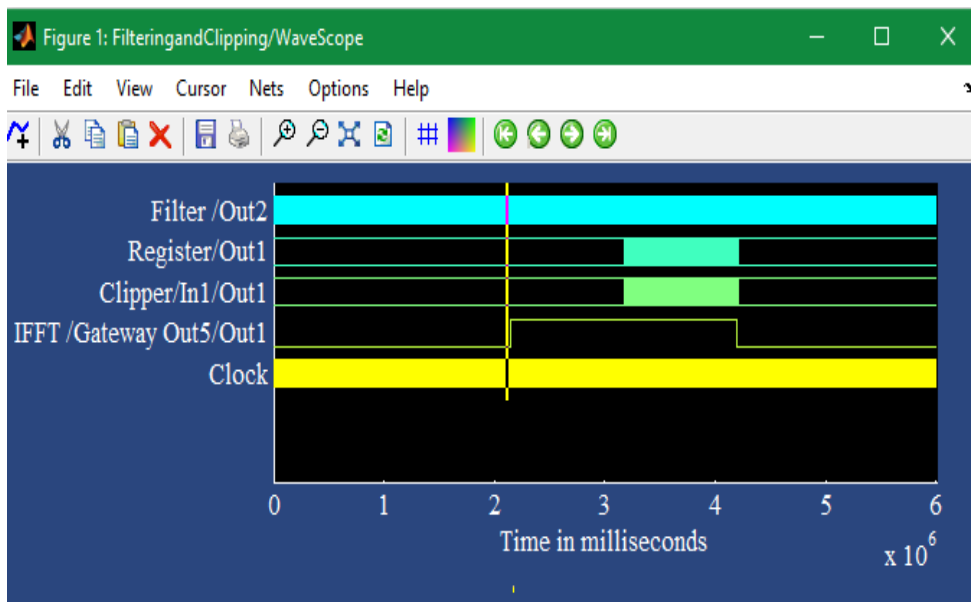 Figure 1: FilteringandClipping/WaveScope
File Edit View Cursor Nets Options Help
Filter /Out2
Register/Out1
Clipper/In1/Out1
IFFT /Gateway Out5/Out1
Clock
0 1 2 3 4 5 6
Time in milliseconds
x 10^6